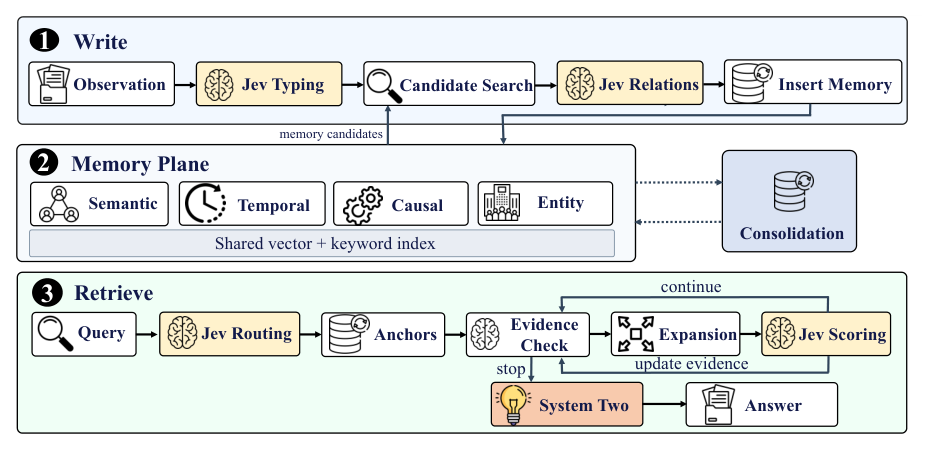 1 Write
Observation
Jev Typing
Candidate Search
Jev Relations
Insert Memory
memory candidates
2 Memory Plane
Semantic
Temporal
Causal
Entity
Shared vector + keyword index
Consolidation
3 Retrieve
continue
Query
Jev Routing
Anchors
Evidence
Check
Expansion
Jev Scoring
stop
update evidence
System Two
Answer